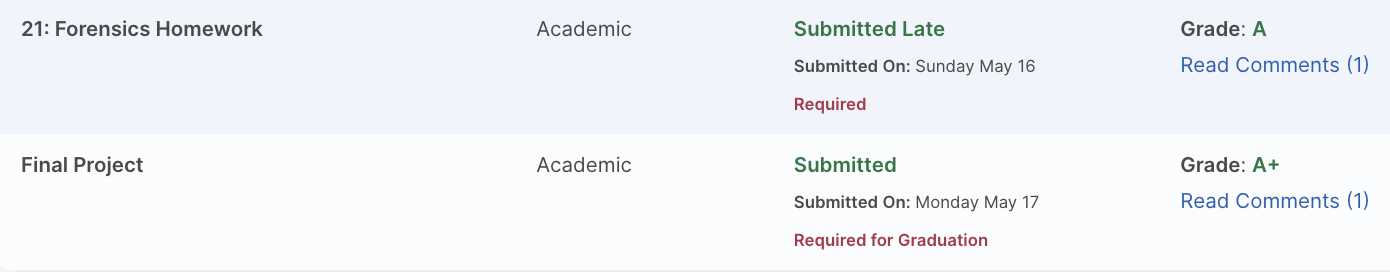 21: Forensics Homework Academic Submitted Late Grade: A
Submitted On: Sunday May 16 Read Comments (1)
Required
Final Project Academic Submitted Grade: A+
Submitted On: Monday May 17 Read Comments (1)
Required for Graduation